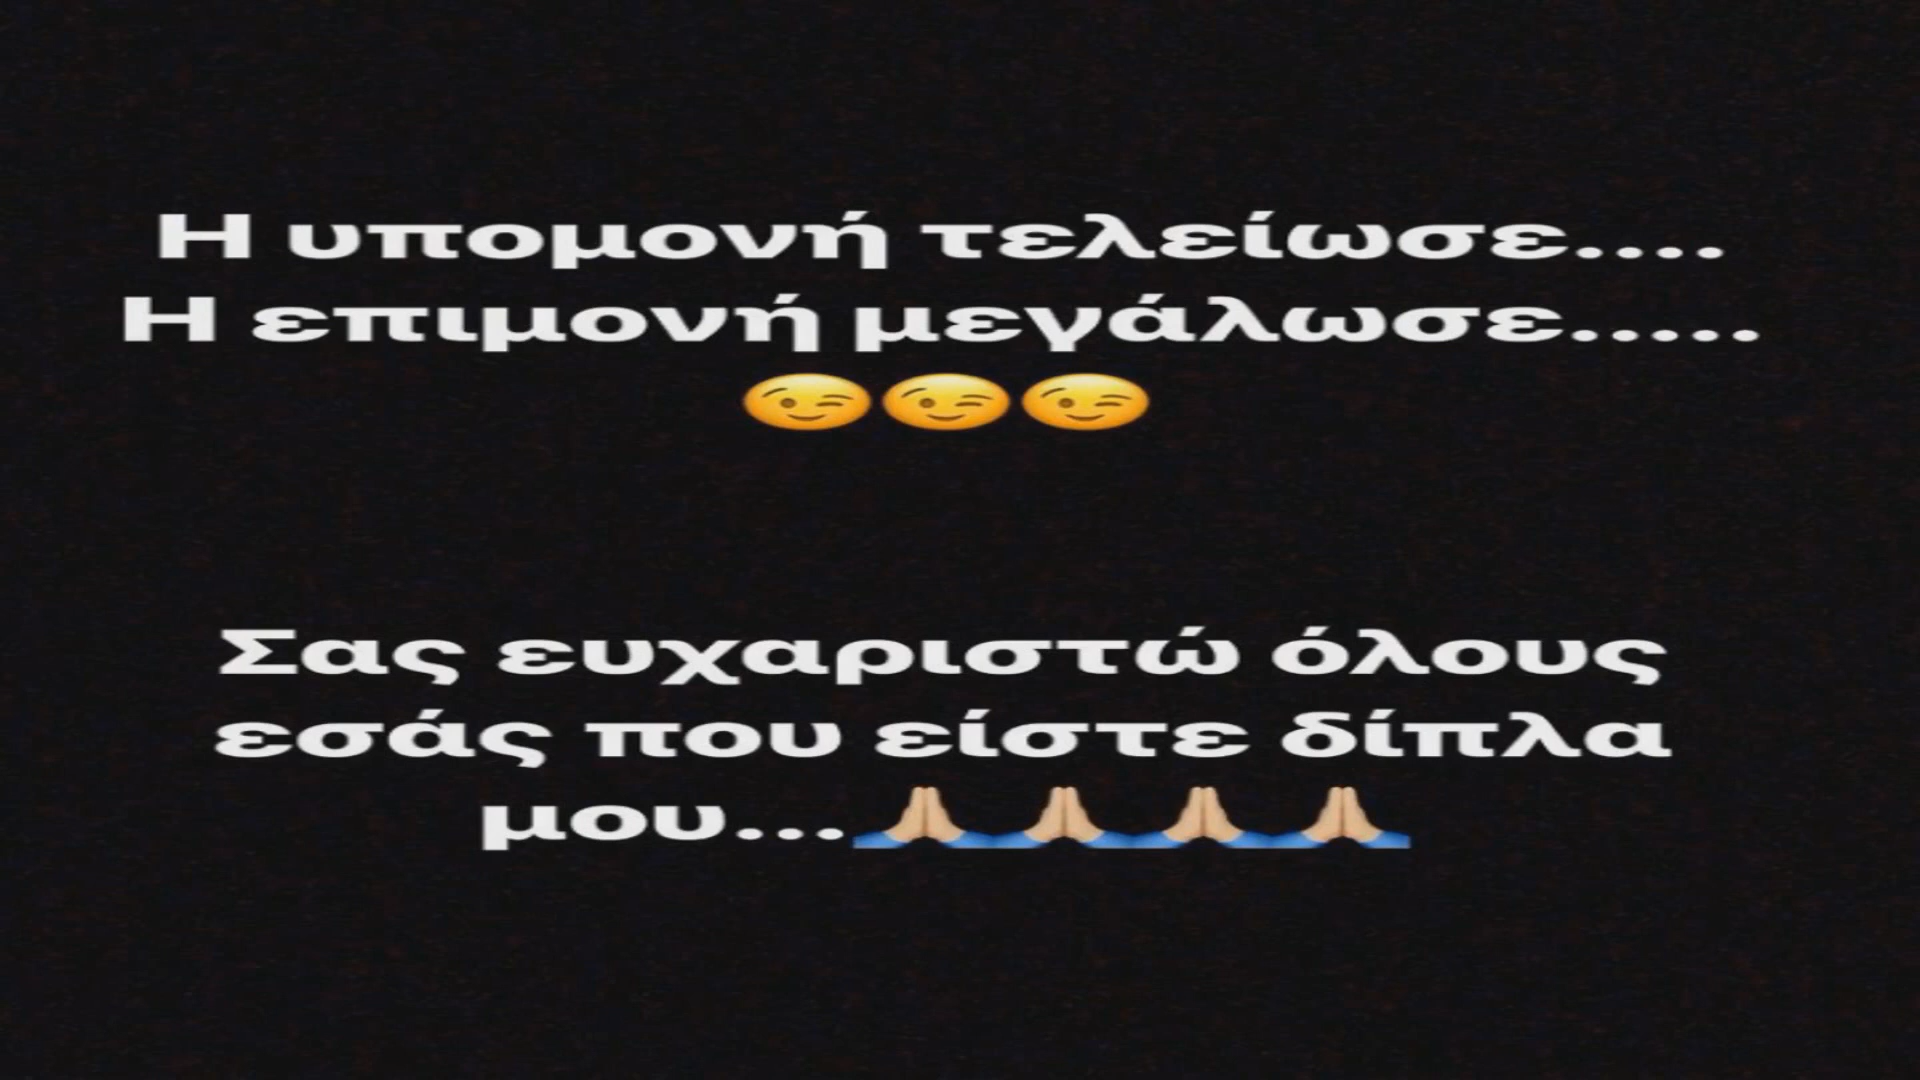 Η υπομονή τελείωσε....
Η επιμονή μεγάλωσε.....
😉😉😉
Σας ευχαριστώ όλους
εσάς που είστε δίπλα
μου...🙏🏼🙏🏼🙏🏼🙏🏼